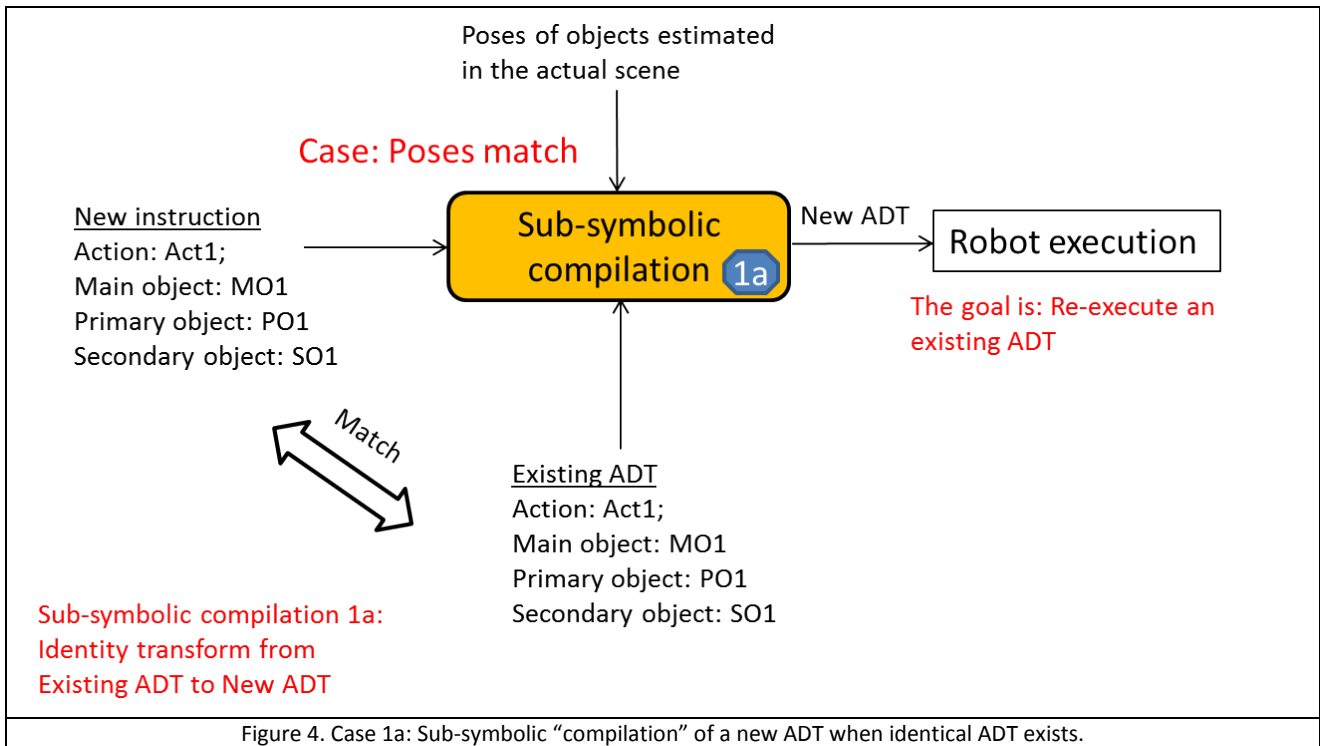 Poses of objects estimated
in the actual scene
Case: Poses match
New instruction
Action: Act1;
Main object: MO1
Primary object: PO1
Secondary object: SO1
Sub-symbolic
compilation 1a
New ADT
Robot execution
The goal is: Re-execute an
existing ADT
Match
Existing ADT
Action: Act1;
Main object: MO1
Primary object: PO1
Secondary object: SO1
Sub-symbolic compilation 1a:
Identity transform from
Existing ADT to New ADT
Figure 4. Case 1a: Sub-symbolic “compilation” of a new ADT when identical ADT exists.